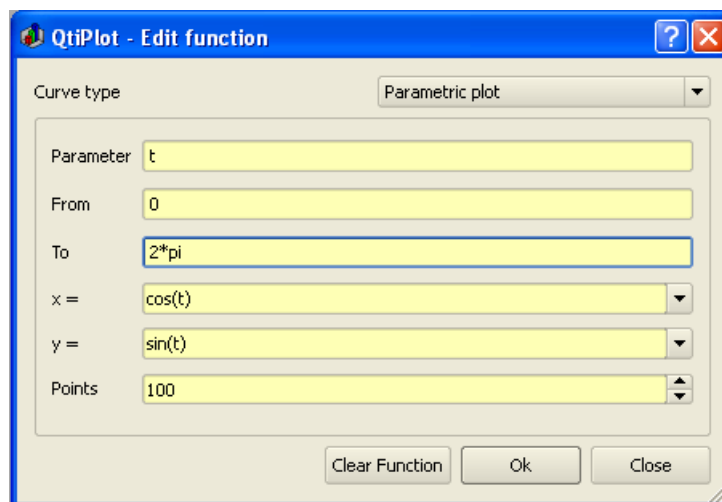 QtiPlot - Edit function
Curve type Parametric plot
Parameter t
From 0
To 2*pi
x = cos(t)
y = sin(t)
Points 100
Clear Function Ok Close